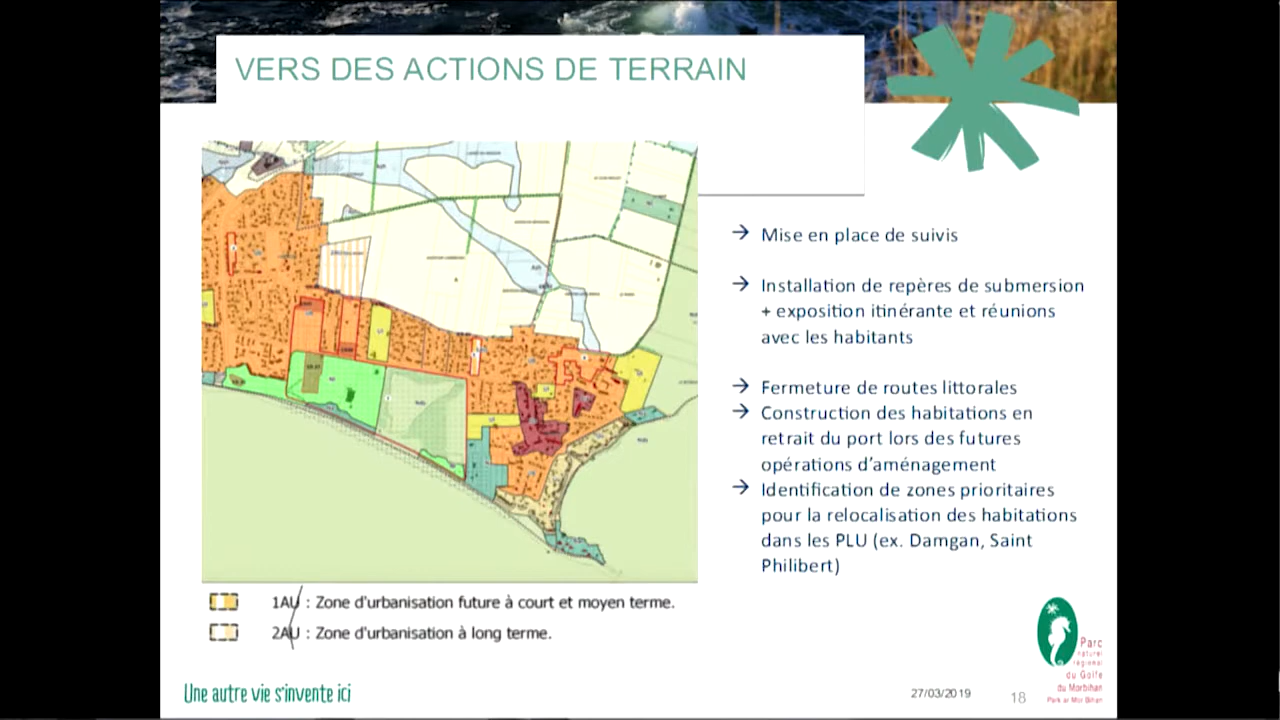 VERS DES ACTIONS DE TERRAIN
→ Mise en place de suivis
→ Installation de repères de submersion
+ exposition itinérante et réunions
avec les habitants
→ Fermeture de routes littorales
→ Construction des habitations en
retrait du port lors des futures
opérations d’aménagement
→ Identification de zones prioritaires
pour la relocalisation des habitations
dans les PLU (ex. Damgan, Saint
Philibert)
1AU : Zone d'urbanisation future à court et moyen terme.
2AU : Zone d'urbanisation à long terme.
Une autre vie s'invente ici
27/03/2019
18
Parc
naturel
régional
du Golfe
du Morbihan
Park ar Mor Bihan